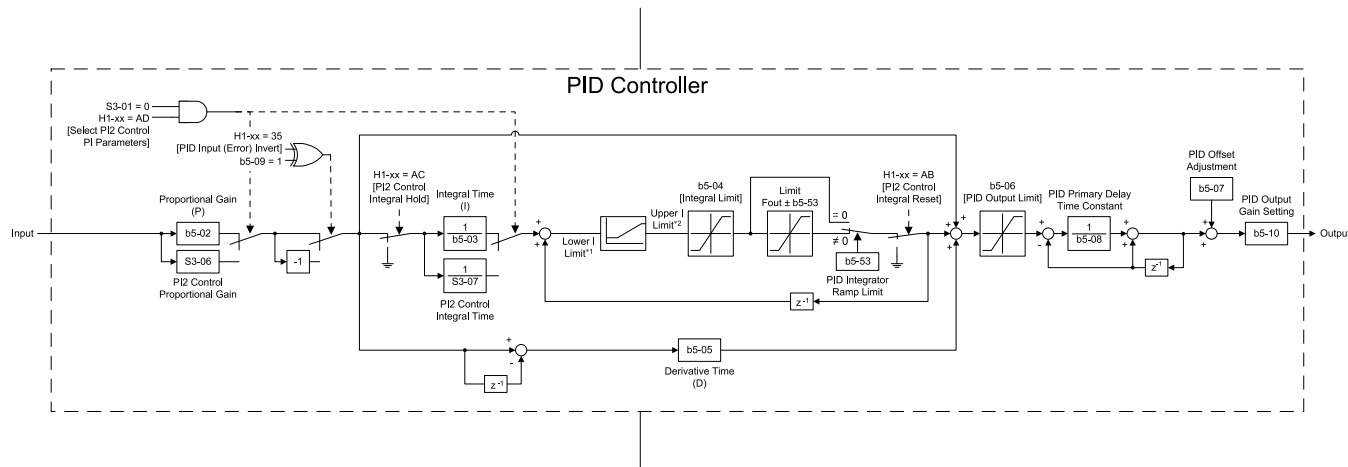 PID Controller
S3-01 = 0
H1-xx = AD
[Select PI2 Control
PI Parameters]
H1-xx = 35
[PID Input (Error) Invert]
b5-09 = 1
Input
Proportional Gain
(P)
b5-02
S3-06
PI2 Control
Proportional Gain
-1
H1-xx = AC
[PI2 Control
Integral Hold]
Integral Time
(I)
1
b5-03
1
S3-07
PI2 Control
Integral Time
+
+
Lower I
Limit*1
Upper I
Limit*2
b5-04
[Integral Limit]
Limit
Fout ± b5-53
= 0
≠ 0
b5-53
PID Integrator
Ramp Limit
H1-xx = AB
[PI2 Control
Integral Reset]
z-1
+
-
z-1
b5-05
Derivative Time
(D)
+
+
+
b5-06
[PID Output Limit]
+
-
PID Primary Delay
Time Constant
1
b5-08
+
+
z-1
PID Offset
Adjustment
b5-07
+
+
PID Output
Gain Setting
b5-10
Output